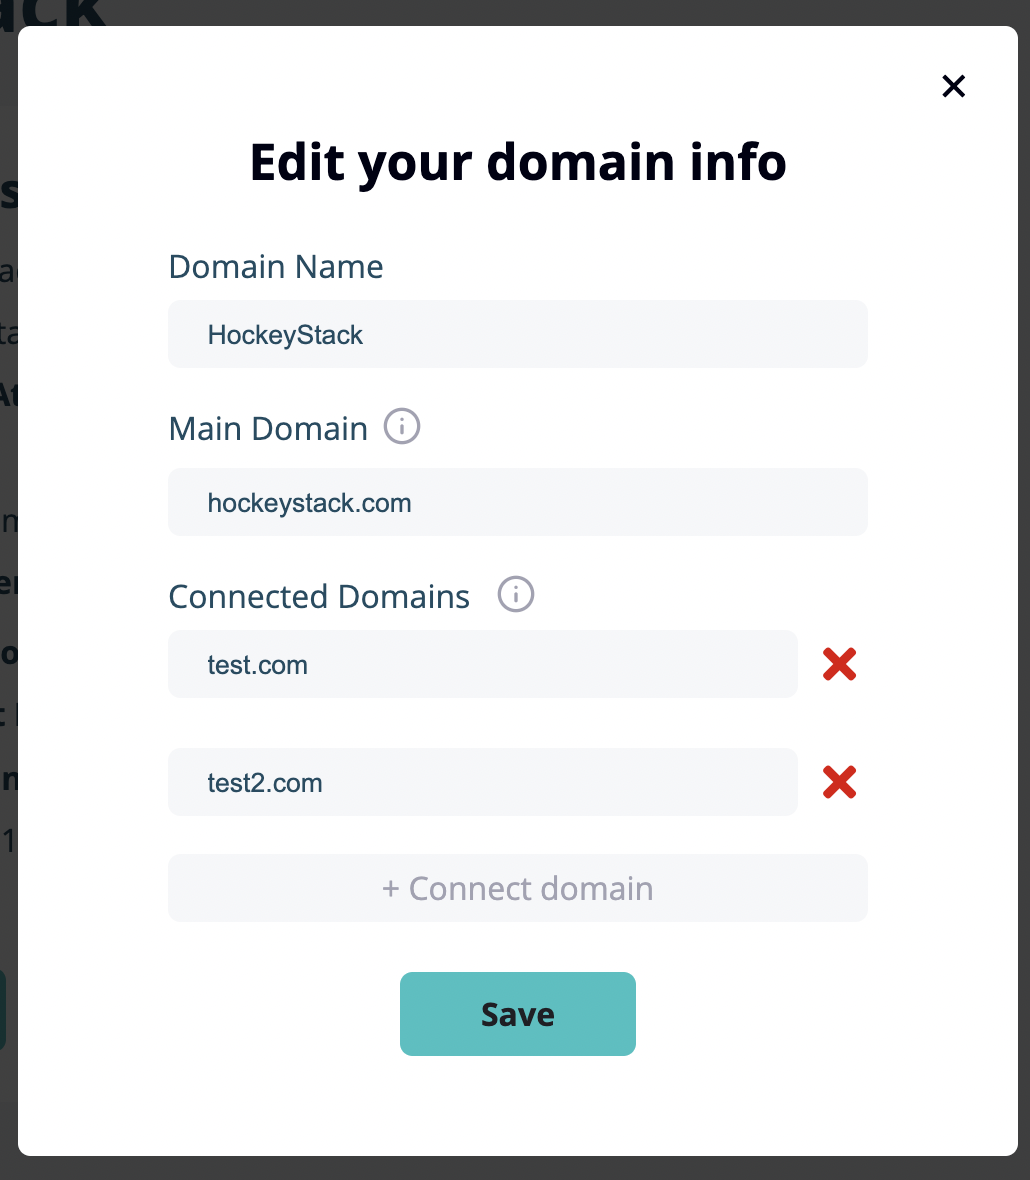 Edit your domain info
Domain Name
HockeyStack
Main Domain
hockeystack.com
Connected Domains
test.com
test2.com
+ Connect domain
Save